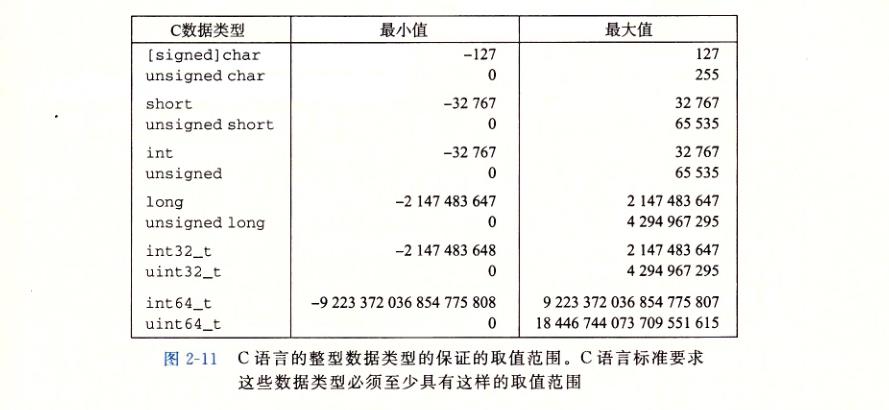 C数据类型 最小值 最大值
[signed]char −127 127
unsigned char 0 255
short −32 767 32 767
unsigned short 0 65 535
int −32 767 32 767
unsigned 0 65 535
long −2 147 483 647 2 147 483 647
unsigned long 0 4 294 967 295
int32_t −2 147 483 648 2 147 483 647
uint32_t 0 4 294 967 295
int64_t −9 223 372 036 854 775 808 9 223 372 036 854 775 807
uint64_t 0 18 446 744 073 709 551 615
图 2-11 C 语言的整型数据类型的保证的取值范围。C 语言标准要求
这些数据类型必须至少具有这样的取值范围